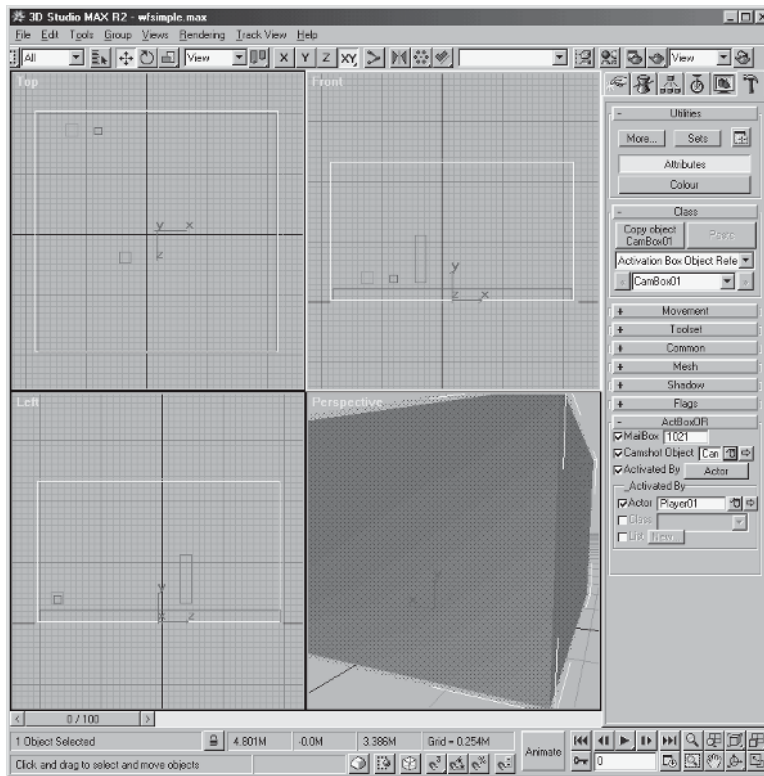 3D Studio MAX R2 - wfsimple.max
File Edit Tools Group Views Rendering Track View Help
All View X Y Z XY View
Top
Front
Left
Perspective
y x
z
y
z x
y
x z
x y
Utilities
More... Sets
Attributes
Colour
- Class
Copy object CamBox01 Paste
Activation Box Object Refe
CamBox01
+ Movement
+ Toolset
+ Common
+ Mesh
+ Shadow
+ Flags
- ActBoxOR
MailBox 1021
Camshot Object Can
Activated By Actor
_Activated By
Actor Player01
Class
List New...
0 / 100
1 Object Selected 4.801M -0.0M 3.386M Grid = 0.254M
Click and drag to select and move objects
Animate
0